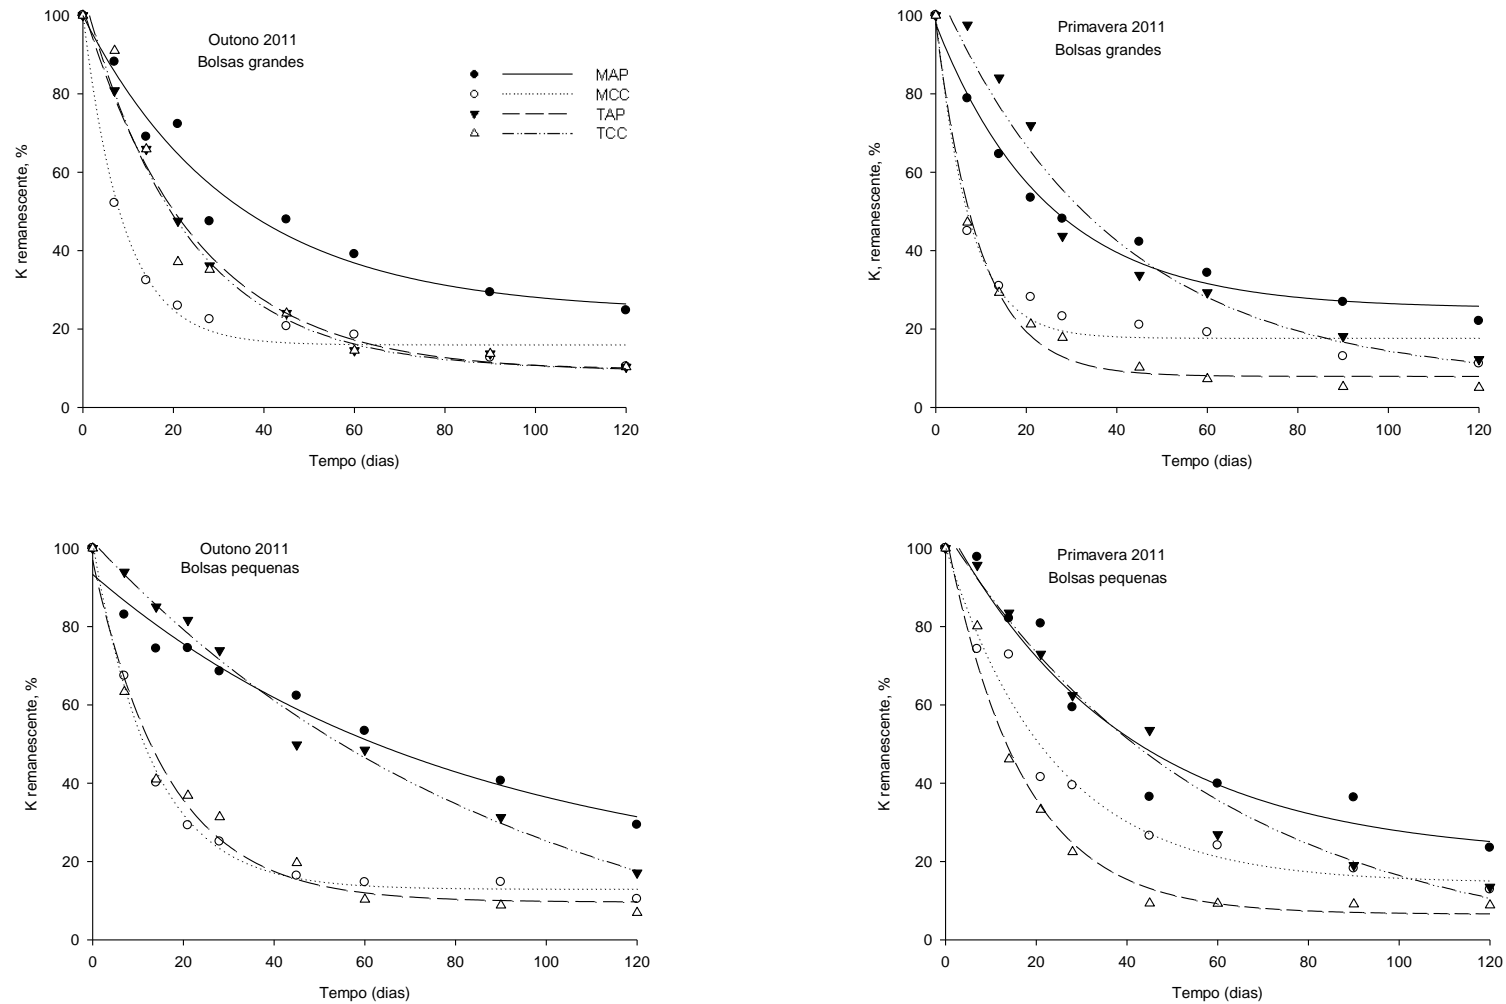 Outono 2011
Bolsas grandes
MAP
MCC
TAP
TCC
K remanescente, %
100
80
60
40
20
0
0 20 40 60 80 100 120
Tempo (dias)
Primavera 2011
Bolsas grandes
K, remanescente, %
100
80
60
40
20
0
0 20 40 60 80 100 120
Tempo (dias)
Outono 2011
Bolsas pequenas
K remanescente, %
100
80
60
40
20
0
0 20 40 60 80 100 120
Tempo (dias)
Primavera 2011
Bolsas pequenas
K remanescente, %
100
80
60
40
20
0
0 20 40 60 80 100 120
Tempo (dias)